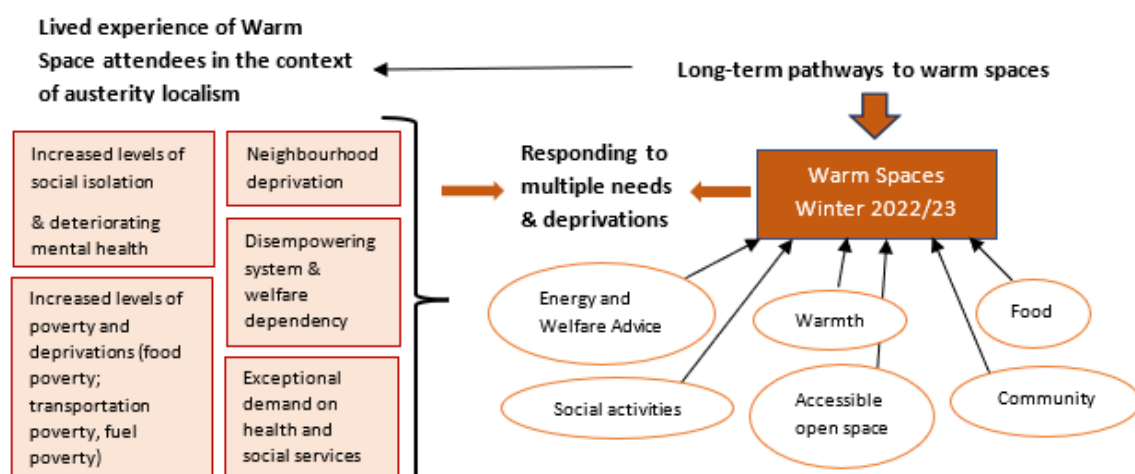 Lived experience of Warm
Space attendees in the context
of austerity localism
Long-term pathways to warm spaces
Increased levels of
social isolation
& deteriorating
mental health
Neighbourhood
deprivation
Responding to
multiple needs
& deprivations
Warm Spaces
Winter 2022/23
Disempowering
system &
welfare
dependency
Increased levels of
poverty and
deprivations (food
poverty;
transportation
poverty, fuel
poverty)
Exceptional
demand on
health and
social services
Energy and
Welfare Advice
Warmth
Food
Social activities
Accessible
open space
Community